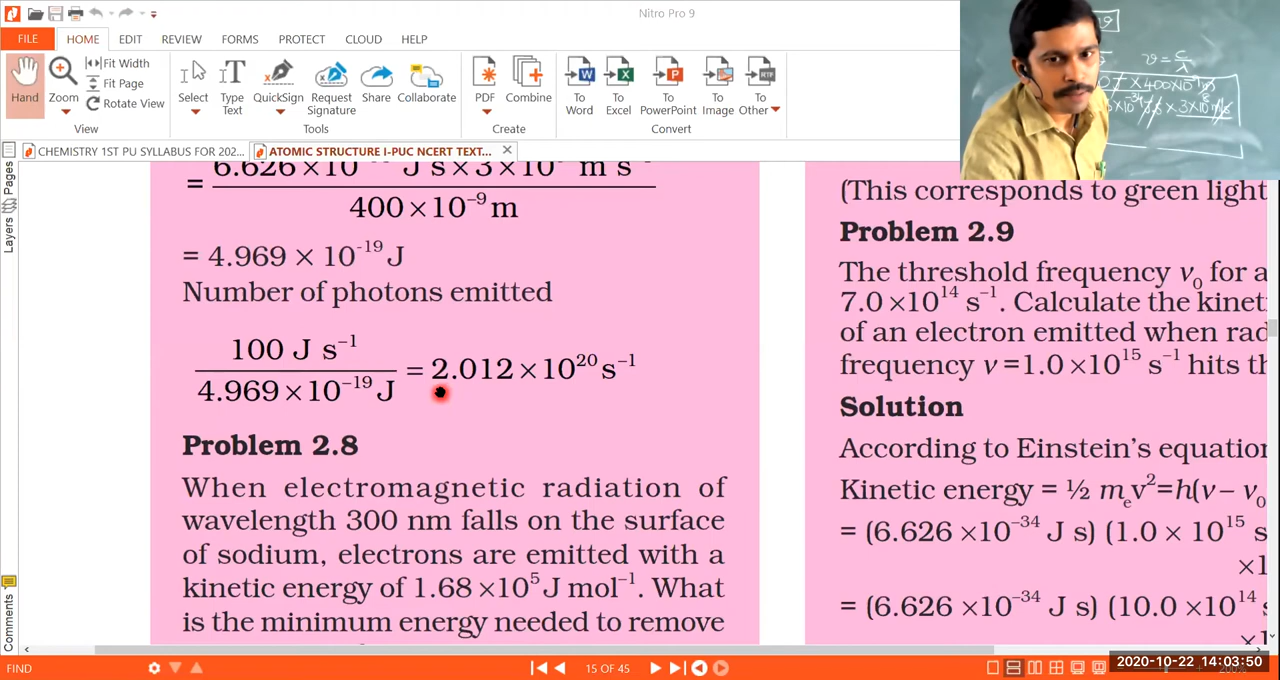 Nitro Pro 9
FILE HOME EDIT REVIEW FORMS PROTECT CLOUD HELP
Hand
Zoom
Fit Width
Fit Page
Rotate View
View
Select
Type Text
QuickSign
Request Signature
Share
Collaborate
Tools
PDF
Combine
Create
To Word
To Excel
To PowerPoint
To Image
To Other
Convert
CHEMISTRY 1ST PU SYLLABUS FOR 202...
ATOMIC STRUCTURE I-PUC NCERT TEXT...
Pages
Layers
Comments
= 6.626×10 J s×3×10 m s
400×10⁻⁹ m
= 4.969 × 10⁻¹⁹ J
Number of photons emitted
100 J s⁻¹
4.969×10⁻¹⁹ J
= 2.012×10²⁰ s⁻¹
Problem 2.8
When electromagnetic radiation of
wavelength 300 nm falls on the surface
of sodium, electrons are emitted with a
kinetic energy of 1.68 ×10⁵ J mol⁻¹. What
is the minimum energy needed to remove
(This corresponds to green light
Problem 2.9
The threshold frequency ν₀ for a
7.0 ×10¹⁴ s⁻¹. Calculate the kinet
of an electron emitted when rad
frequency ν =1.0×10¹⁵ s⁻¹ hits th
Solution
According to Einstein's equation
Kinetic energy = ½ mₑv²=h(ν – ν₀
= (6.626 ×10⁻³⁴ J s) (1.0 × 10¹⁵ s
×1
= (6.626 ×10⁻³⁴ J s) (10.0 ×10¹⁴
×1
FIND
15 OF 45
2020-10-22 14:03:50